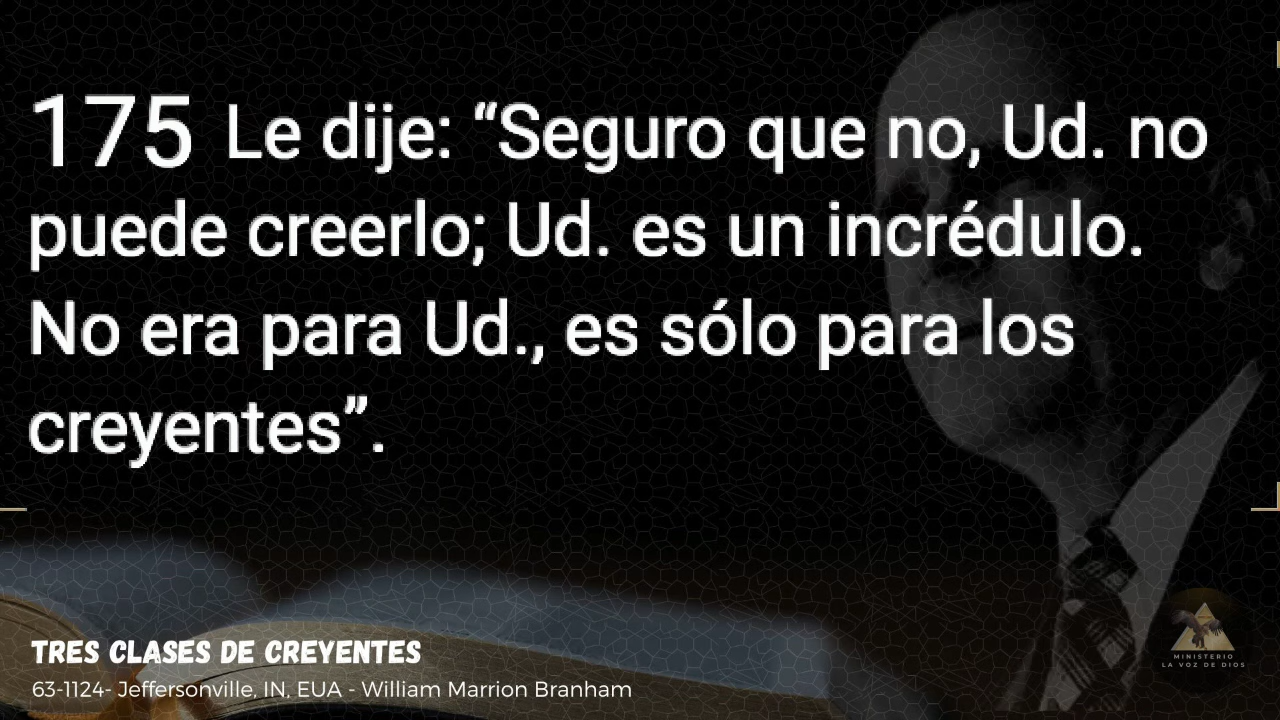 175 Le dije: “Seguro que no, Ud. no
puede creerlo; Ud. es un incrédulo.
No era para Ud., es sólo para los
creyentes”.
TRES CLASES DE CREYENTES
63-1124- Jeffersonville, IN, EUA - William Marrion Branham
MINISTERIO
LA VOZ DE DIOS